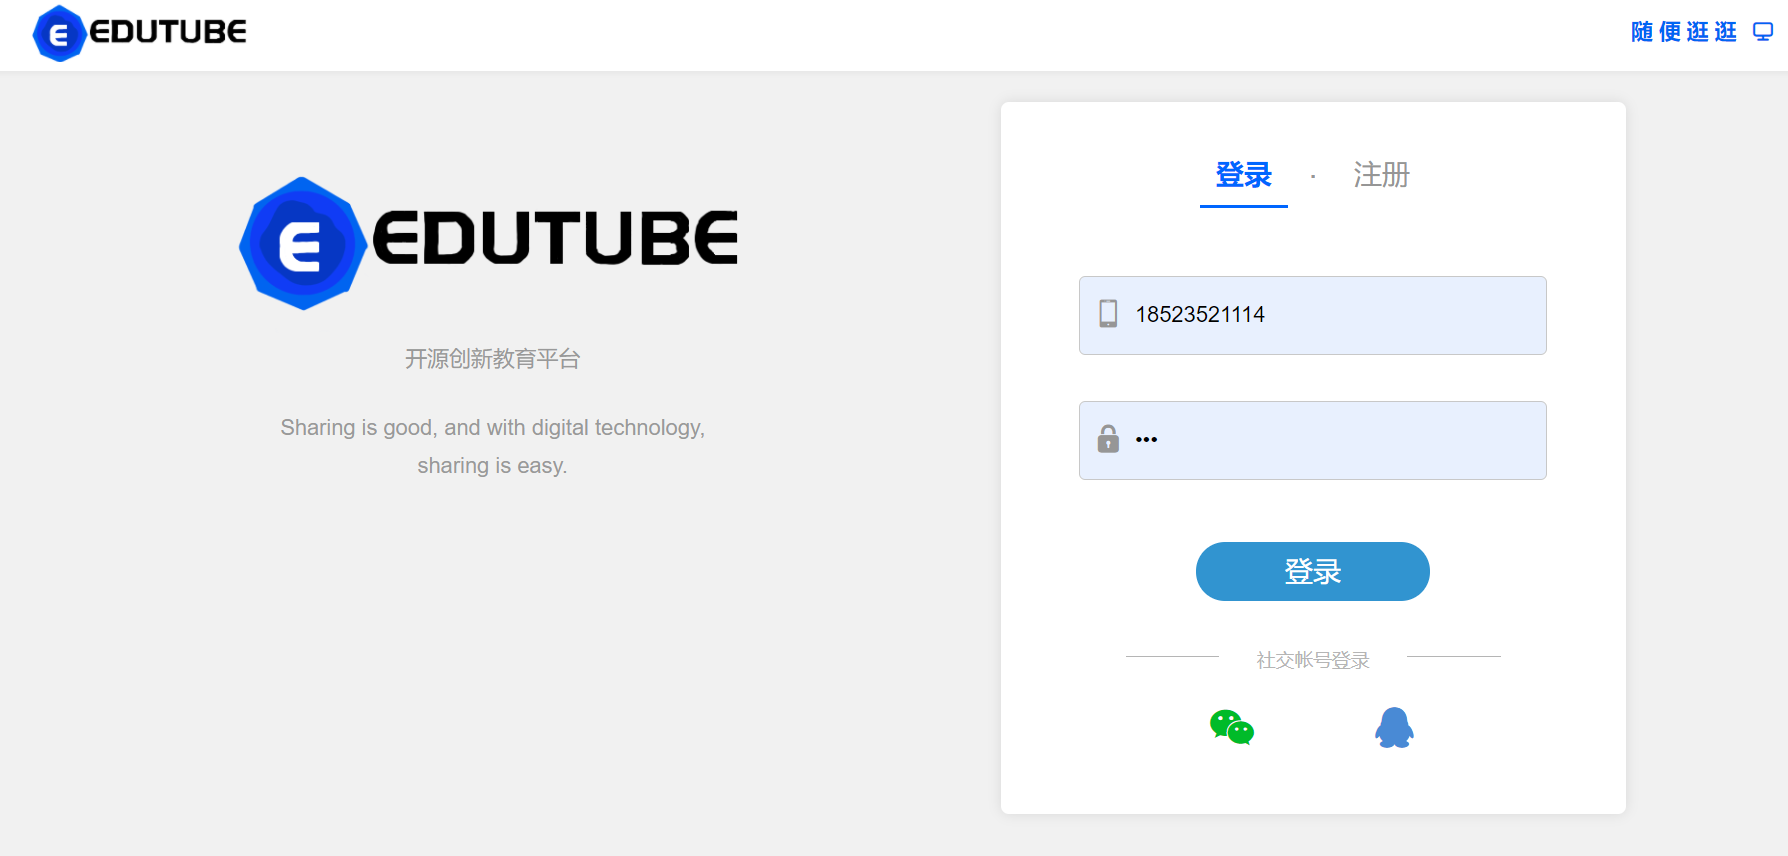 EDUTUBE
随便逛逛
EDUTUBE
开源创新教育平台
Sharing is good, and with digital technology,
sharing is easy.
登录 · 注册
18523521114
•••
登录
社交帐号登录